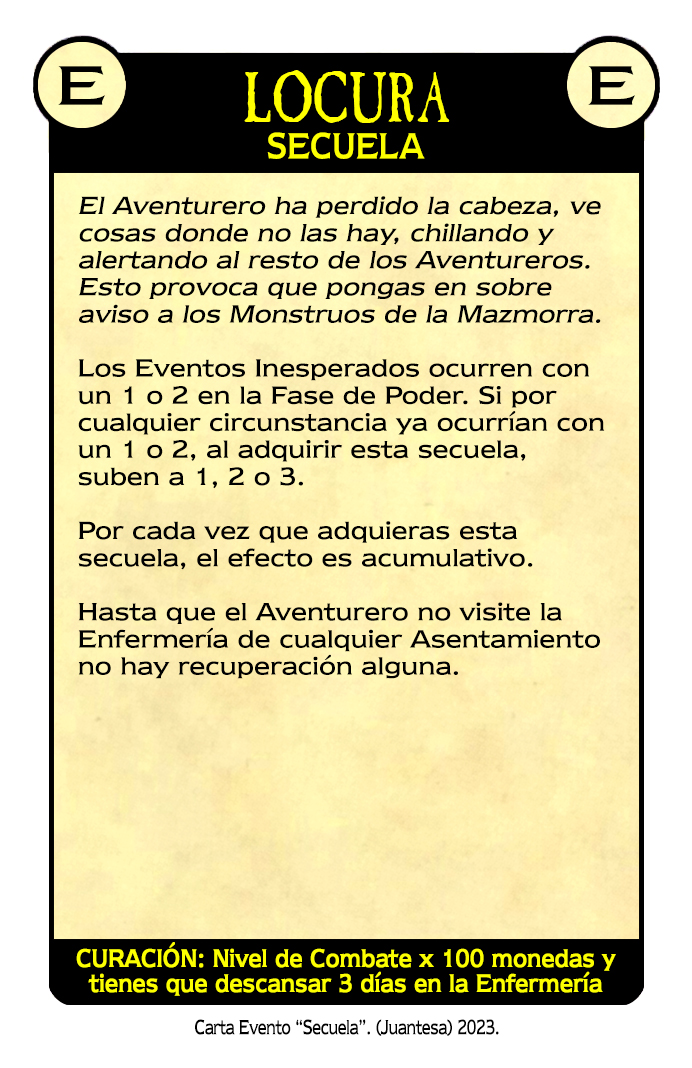 E
E
LOCURA
SECUELA
El Aventurero ha perdido la cabeza, ve
cosas donde no las hay, chillando y
alertando al resto de los Aventureros.
Esto provoca que pongas en sobre
aviso a los Monstruos de la Mazmorra.
Los Eventos Inesperados ocurren con
un 1 o 2 en la Fase de Poder. Si por
cualquier circunstancia ya ocurrían con
un 1 o 2, al adquirir esta secuela,
suben a 1, 2 o 3.
Por cada vez que adquieras esta
secuela, el efecto es acumulativo.
Hasta que el Aventurero no visite la
Enfermería de cualquier Asentamiento
no hay recuperación alguna.
CURACIÓN: Nivel de Combate x 100 monedas y
tienes que descansar 3 días en la Enfermería
Carta Evento “Secuela”. (Juantesa) 2023.